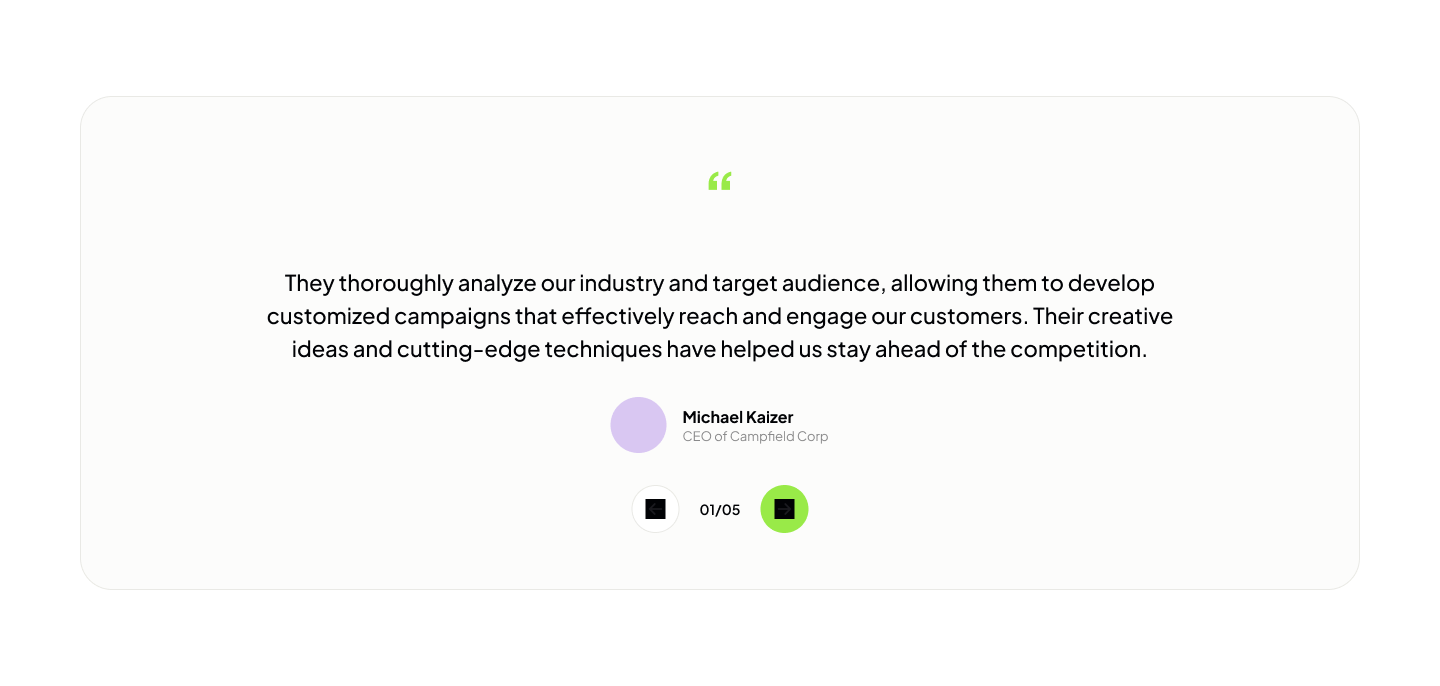 “
They thoroughly analyze our industry and target audience, allowing them to develop
customized campaigns that effectively reach and engage our customers. Their creative
ideas and cutting-edge techniques have helped us stay ahead of the competition.
Michael Kaizer
CEO of Campfield Corp
01/05